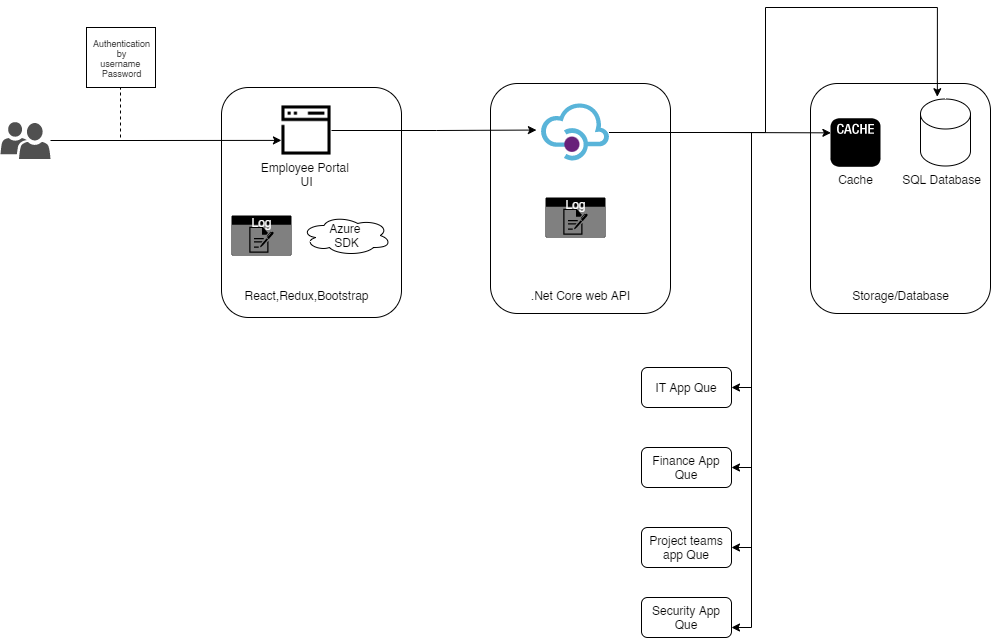 Authentication
by
username
Password
Employee Portal
UI
Log
Azure
SDK
React,Redux,Bootstrap
Log
.Net Core web API
CACHE
Cache
SQL Database
Storage/Database
IT App Que
Finance App
Que
Project teams
app Que
Security App
Que